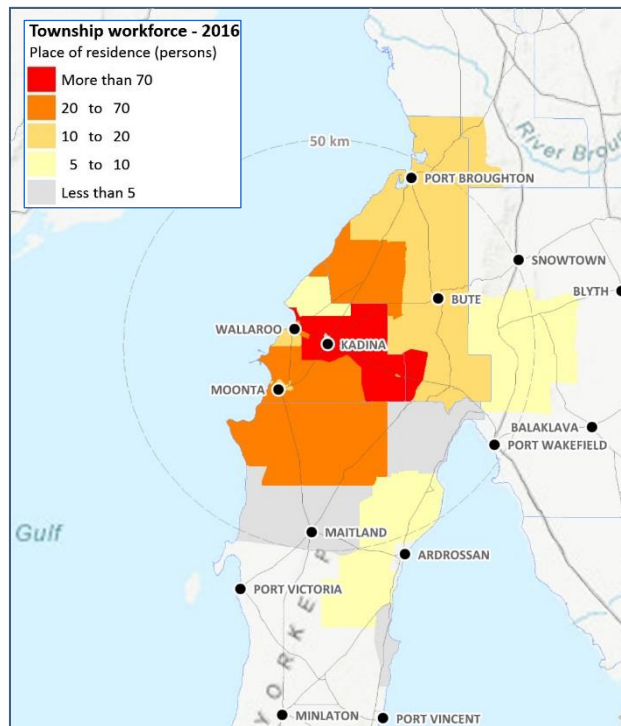 Township workforce - 2016
Place of residence (persons)
More than 70
20 to 70
10 to 20
5 to 10
Less than 5
50 km
River Brou
PORT BROUGHTON
SNOWTOWN
BLYTH
BUTE
WALLAROO
KADINA
MOONTA
BALAKLAVA
PORT WAKEFIELD
Gulf
MAITLAND
ARDROSSAN
PORT VICTORIA
Y O R K E P
MINLATON
PORT VINCENT